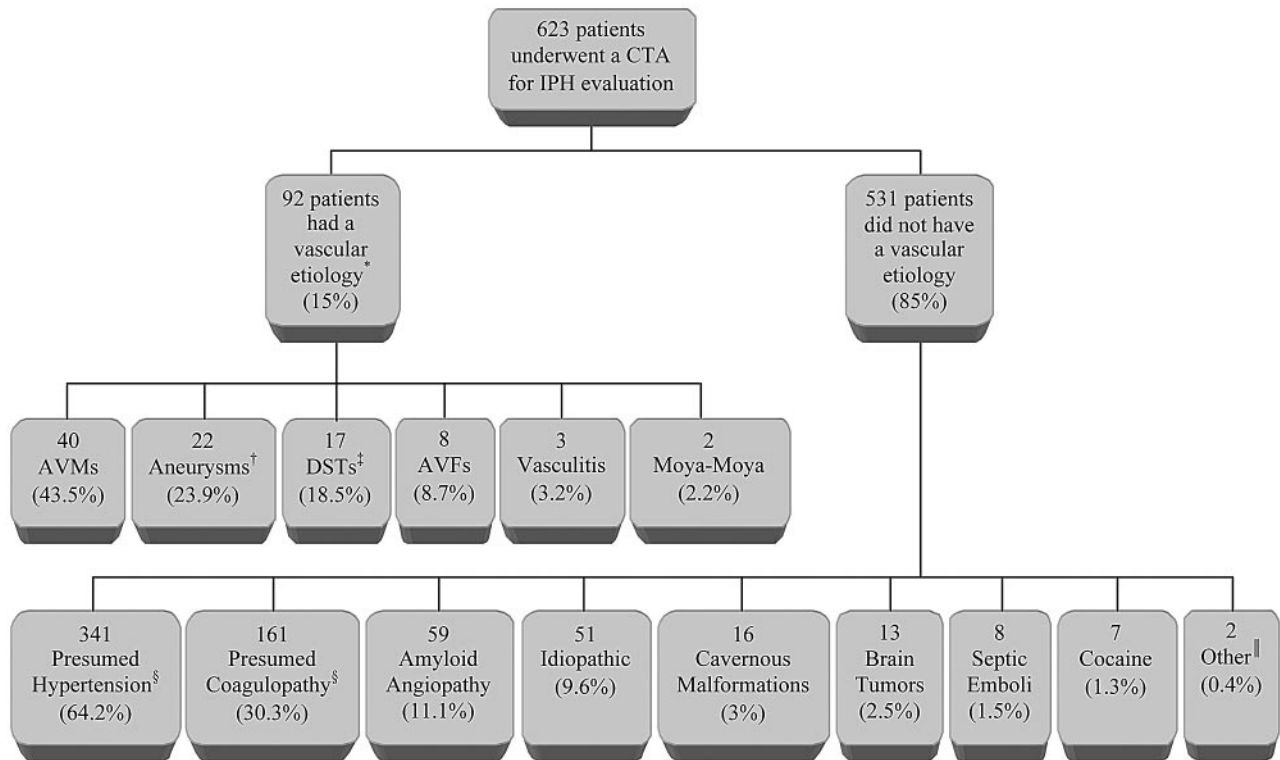 623 patients
underwent a CTA
for IPH evaluation
92 patients
had a
vascular
etiology*
(15%)
531 patients
did not have
a vascular
etiology
(85%)
40
AVMs
(43.5%)
22
Aneurysms†
(23.9%)
17
DSTs‡
(18.5%)
8
AVFs
(8.7%)
3
Vasculitis
(3.2%)
2
Moya-Moya
(2.2%)
341
Presumed
Hypertension§
(64.2%)
161
Presumed
Coagulopathy§
(30.3%)
59
Amyloid
Angiopathy
(11.1%)
51
Idiopathic
(9.6%)
16
Cavernous
Malformations
(3%)
13
Brain
Tumors
(2.5%)
8
Septic
Emboli
(1.5%)
7
Cocaine
(1.3%)
2
Other‖
(0.4%)